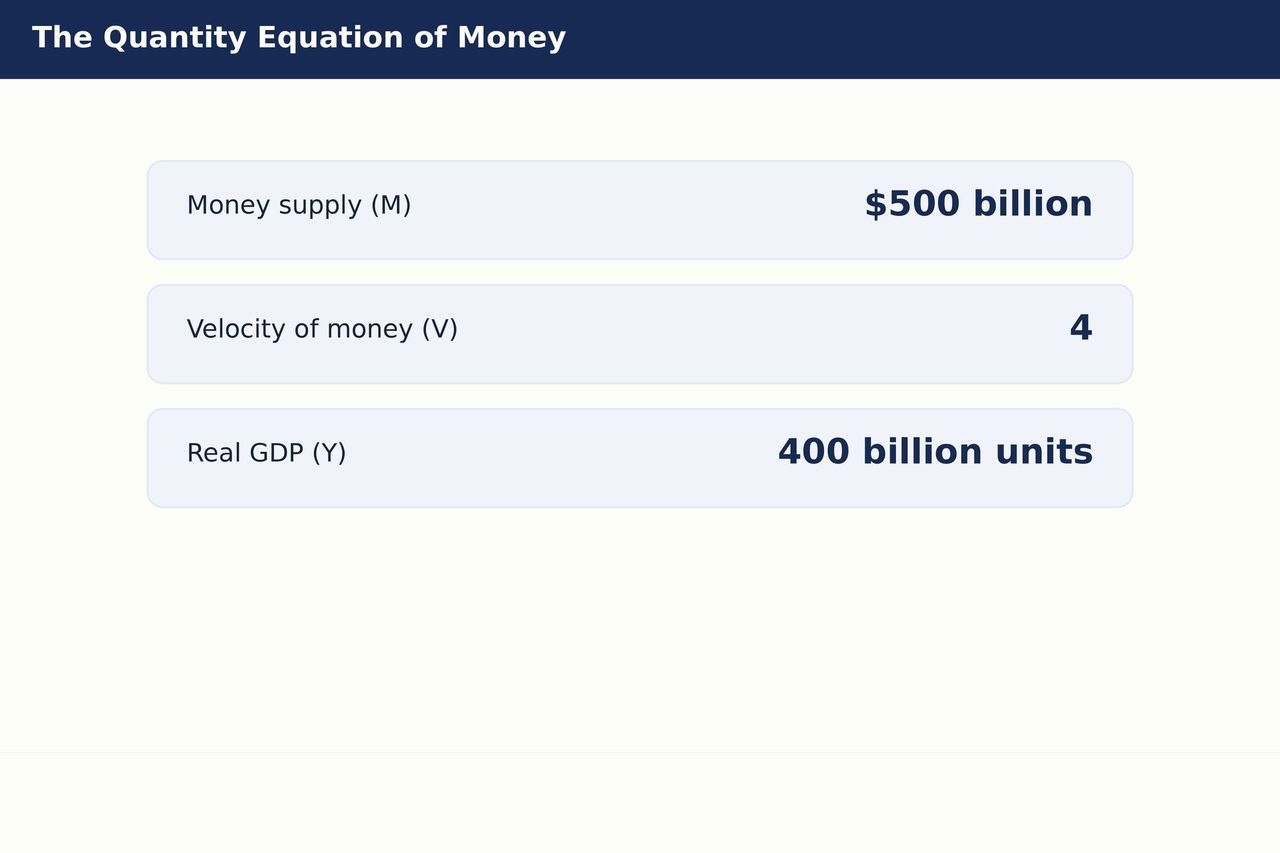 The Quantity Equation of Money
Money supply (M) $500 billion
Velocity of money (V) 4
Real GDP (Y) 400 billion units